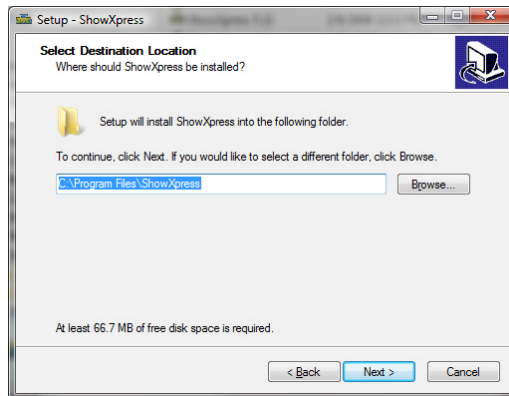 Setup - ShowXpress
Select Destination Location
Where should ShowXpress be installed?
Setup will install ShowXpress into the following folder.
To continue, click Next. If you would like to select a different folder, click Browse.
C:\Program Files\ShowXpress
Browse...
At least 66.7 MB of free disk space is required.
< Back
Next >
Cancel